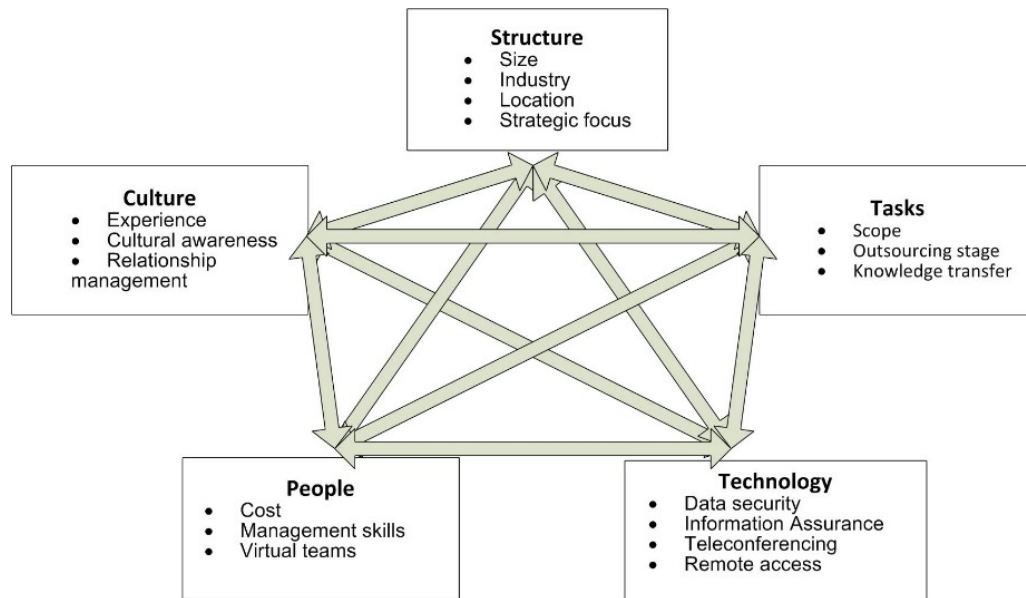 Structure
• Size
• Industry
• Location
• Strategic focus
Culture
• Experience
• Cultural awareness
• Relationship
management
Tasks
• Scope
• Outsourcing stage
• Knowledge transfer
People
• Cost
• Management skills
• Virtual teams
Technology
• Data security
• Information Assurance
• Teleconferencing
• Remote access